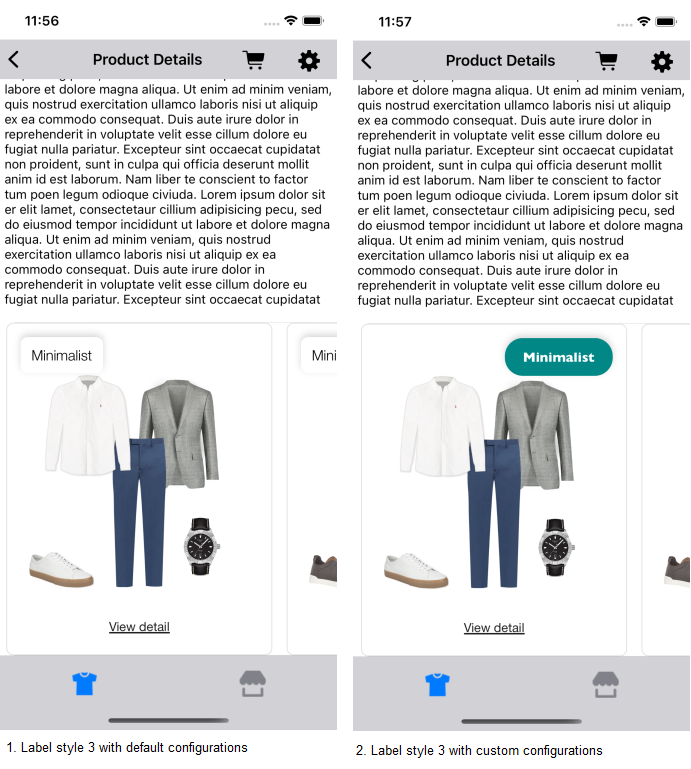 11:56
Product Details
labore et dolore magna aliqua. Ut enim ad minim veniam,
quis nostrud exercitation ullamco laboris nisi ut aliquip
ex ea commodo consequat. Duis aute irure dolor in
reprehenderit in voluptate velit esse cillum dolore eu
fugiat nulla pariatur. Excepteur sint occaecat cupidatat
non proident, sunt in culpa qui officia deserunt mollit
anim id est laborum. Nam liber te conscient to factor
tum poen legum odioque civiuda. Lorem ipsum dolor sit
er elit lamet, consectetaur cillium adipisicing pecu, sed
do eiusmod tempor incididunt ut labore et dolore magna
aliqua. Ut enim ad minim veniam, quis nostrud
exercitation ullamco laboris nisi ut aliquip ex ea
commodo consequat. Duis aute irure dolor in
reprehenderit in voluptate velit esse cillum dolore eu
fugiat nulla pariatur. Excepteur sint occaecat cupidatat
Minimalist
Mini
View detail
1. Label style 3 with default configurations
11:57
Product Details
labore et dolore magna aliqua. Ut enim ad minim veniam,
quis nostrud exercitation ullamco laboris nisi ut aliquip
ex ea commodo consequat. Duis aute irure dolor in
reprehenderit in voluptate velit esse cillum dolore eu
fugiat nulla pariatur. Excepteur sint occaecat cupidatat
non proident, sunt in culpa qui officia deserunt mollit
anim id est laborum. Nam liber te conscient to factor
tum poen legum odioque civiuda. Lorem ipsum dolor sit
er elit lamet, consectetaur cillium adipisicing pecu, sed
do eiusmod tempor incididunt ut labore et dolore magna
aliqua. Ut enim ad minim veniam, quis nostrud
exercitation ullamco laboris nisi ut aliquip ex ea
commodo consequat. Duis aute irure dolor in
reprehenderit in voluptate velit esse cillum dolore eu
fugiat nulla pariatur. Excepteur sint occaecat cupidatat
Minimalist
View detail
2. Label style 3 with custom configurations